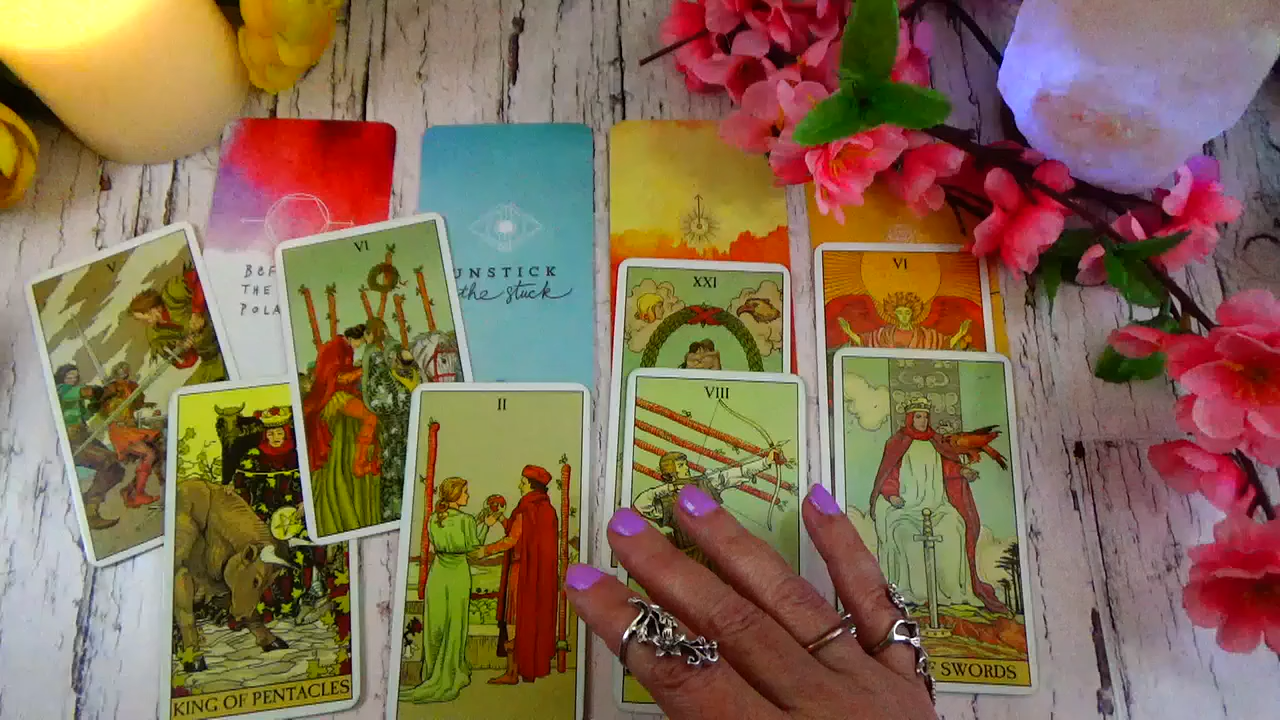 BEF
THE
POLA
UNSTICK
the stuck
V
VI
XXI
VI
II
VIII
KING OF PENTACLES
F SWORDS